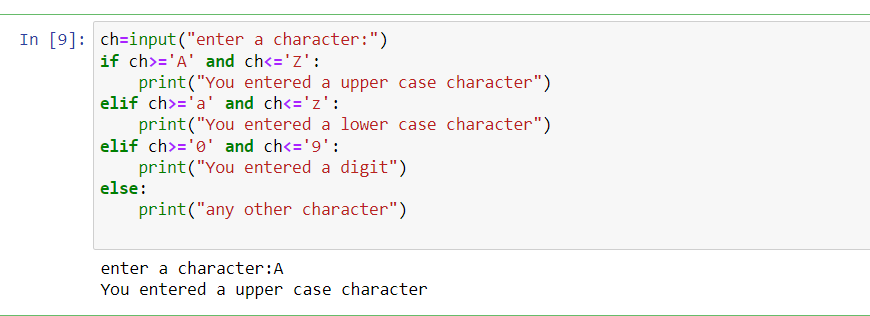 In [9]: ch=input("enter a character:")
if ch>='A' and ch<='Z':
    print("You entered a upper case character")
elif ch>='a' and ch<='z':
    print("You entered a lower case character")
elif ch>='0' and ch<='9':
    print("You entered a digit")
else:
    print("any other character")
enter a character:A
You entered a upper case character